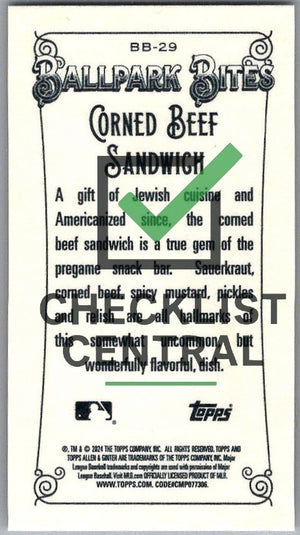 BB-29
BALLPARK BITES
CORNED BEEF
SANDWICH
A gift of Jewish cuisine and
Americanized since, the corned
beef sandwich is a true gem of the
pregame snack bar. Sauerkraut,
corned beef, spicy mustard, pickles
and relish are all hallmarks of
this somewhat uncommon, but
wonderfully flavorful, dish.
CHECKLIST
CENTRAL
topps
®, TM & © 2024 THE TOPPS COMPANY, INC. ALL RIGHTS RESERVED. TOPPS AND
TOPPS ALLEN & GINTER ARE TRADEMARKS OF THE TOPPS COMPANY, INC. Major
League Baseball trademarks and copyrights are used with permission of Major
League Baseball. Visit MLB.com OFFICIALLY LICENSED PRODUCT OF MLB.
WWW.TOPPS.COM. CODE#CMP077306.